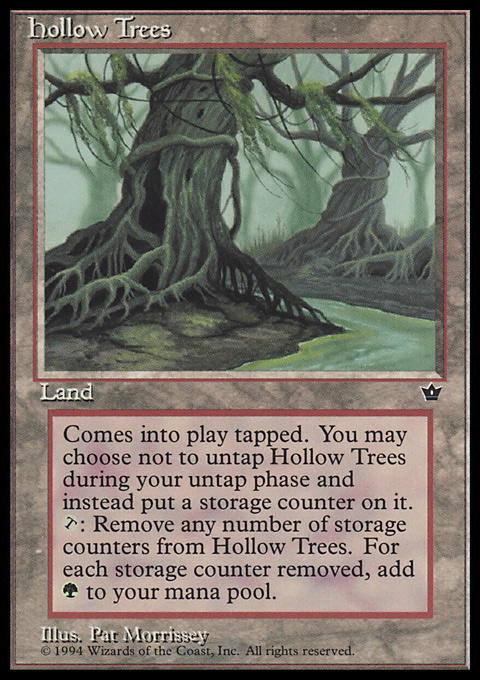 Hollow Trees
Land
Comes into play tapped. You may
choose not to untap Hollow Trees
during your untap phase and
instead put a storage counter on it.
: Remove any number of storage
counters from Hollow Trees. For
each storage counter removed, add
to your mana pool.
Illus. Pat Morrissey
© 1994 Wizards of the Coast, Inc. All rights reserved.